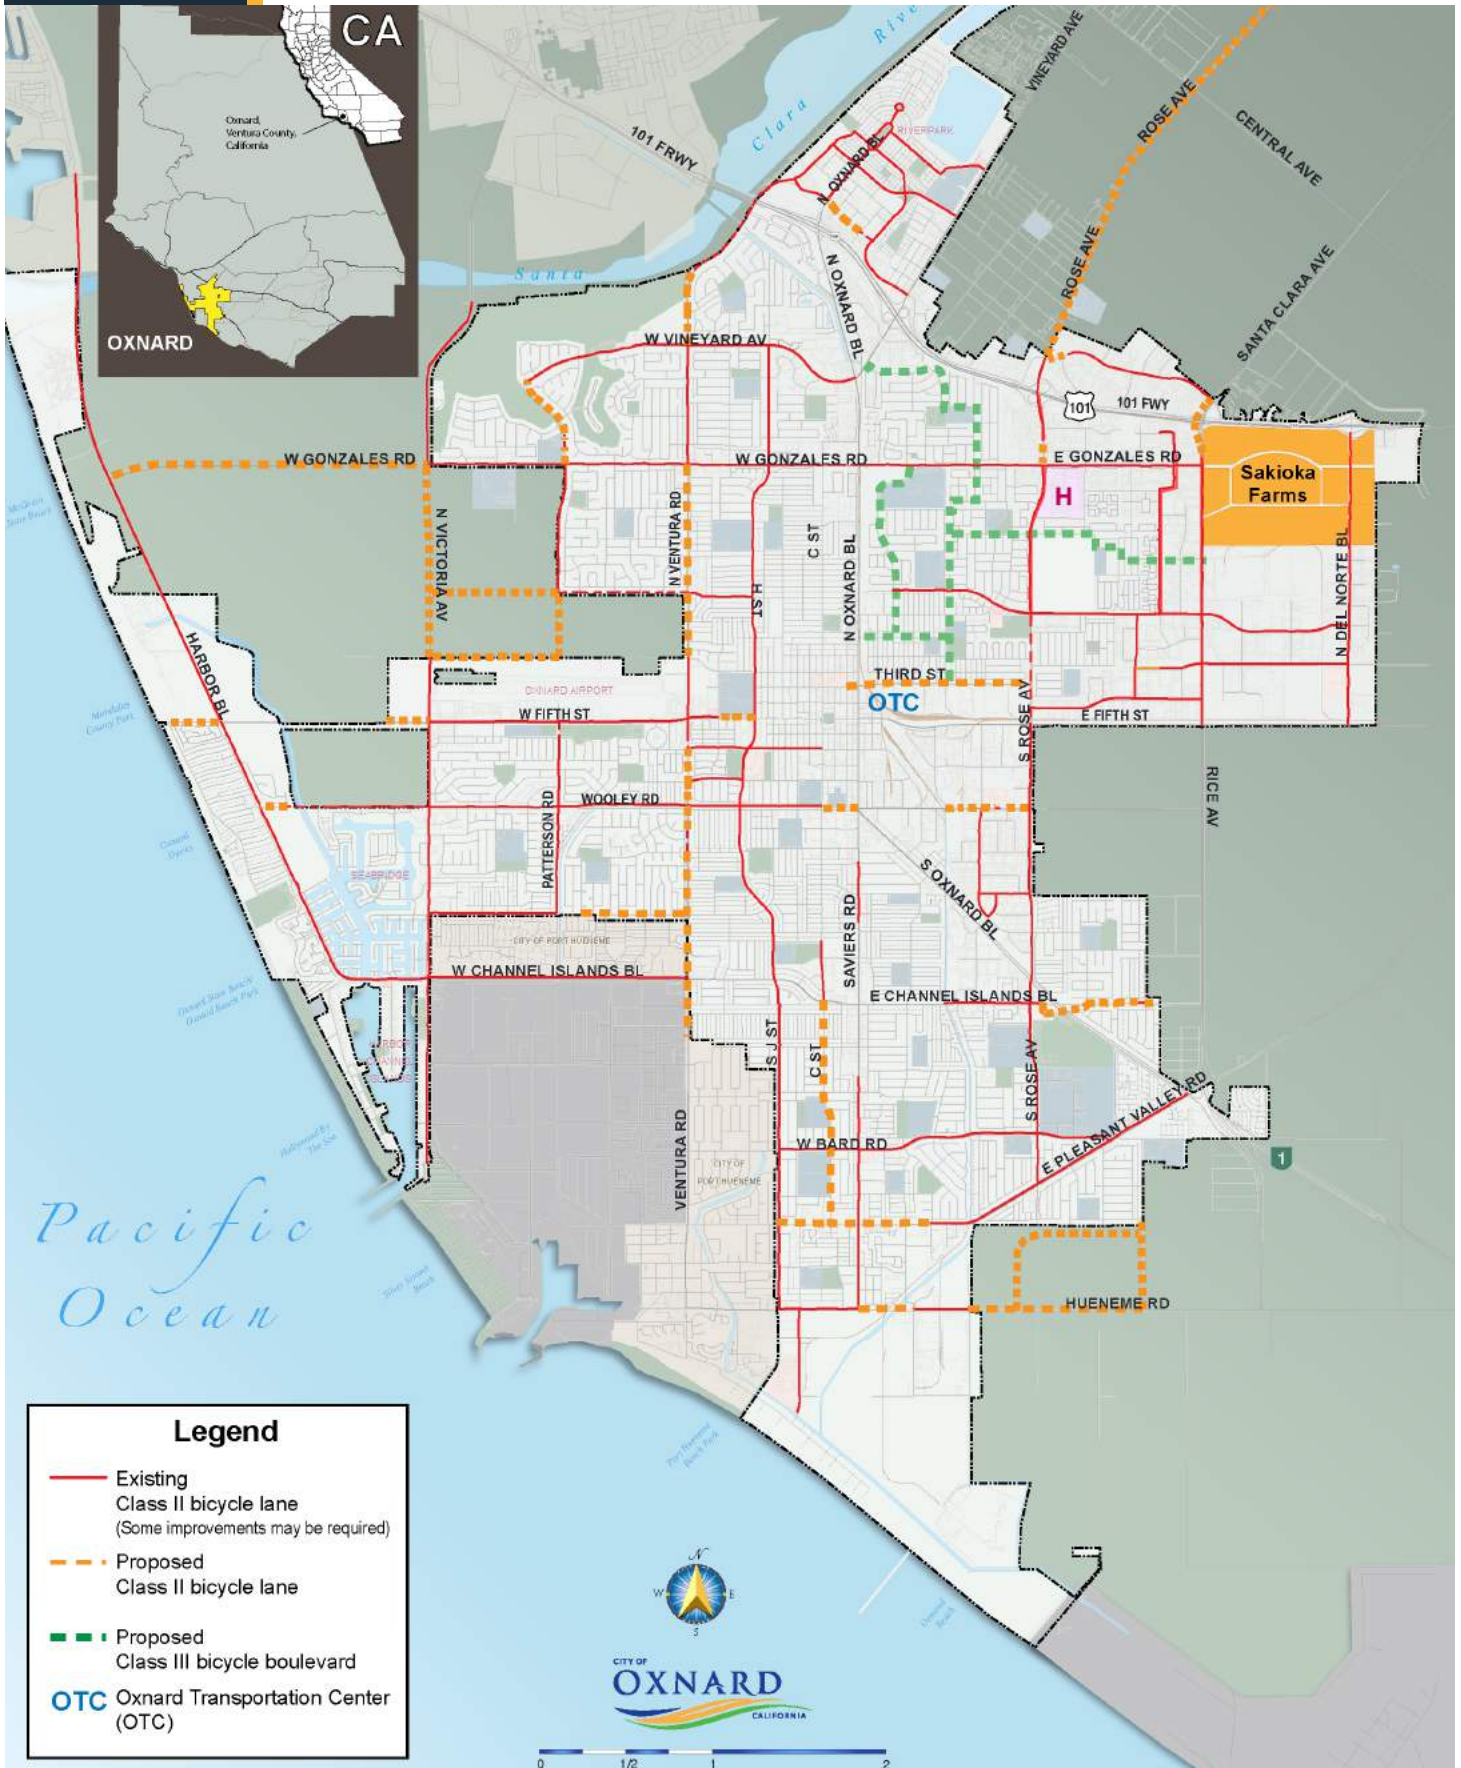 CA
Oxnard,
Ventura County,
California
OXNARD
River
Clara
Santa
101 FRWY
VINEYARD AVE
ROSE AVE
CENTRAL AVE
RIVERPARK
N OXNARD BL
ROSE AVE
SANTA CLARA AVE
N OXNARD BL
W VINEYARD AV
101
101 FWY
W GONZALES RD
W GONZALES RD
E GONZALES RD
Sakioka
Farms
H
N VICTORIA AV
N VENTURA RD
C ST
N OXNARD BL
H ST
N DEL NORTE BL
HARBOR BL
THIRD ST
OTC
OXNARD AIRPORT
W FIFTH ST
E FIFTH ST
S ROSE AV
RICE AV
WOOLEY RD
PATTERSON RD
SEABRIDGE
S OXNARD BL
SAVIERS RD
CITY OF PORT HUENEME
W CHANNEL ISLANDS BL
E CHANNEL ISLANDS BL
S J ST
C ST
S ROSE AV
VENTURA RD
W BARD RD
E PLEASANT VALLEY RD
CITY OF
PORT HUENEME
1
HUENEME RD
Pacific
Ocean
Legend
Existing
Class II bicycle lane
(Some improvements may be required)
Proposed
Class II bicycle lane
Proposed
Class III bicycle boulevard
OTC Oxnard Transportation Center
(OTC)
N
W E
S
CITY OF
OXNARD
CALIFORNIA
0 1/2 1 2